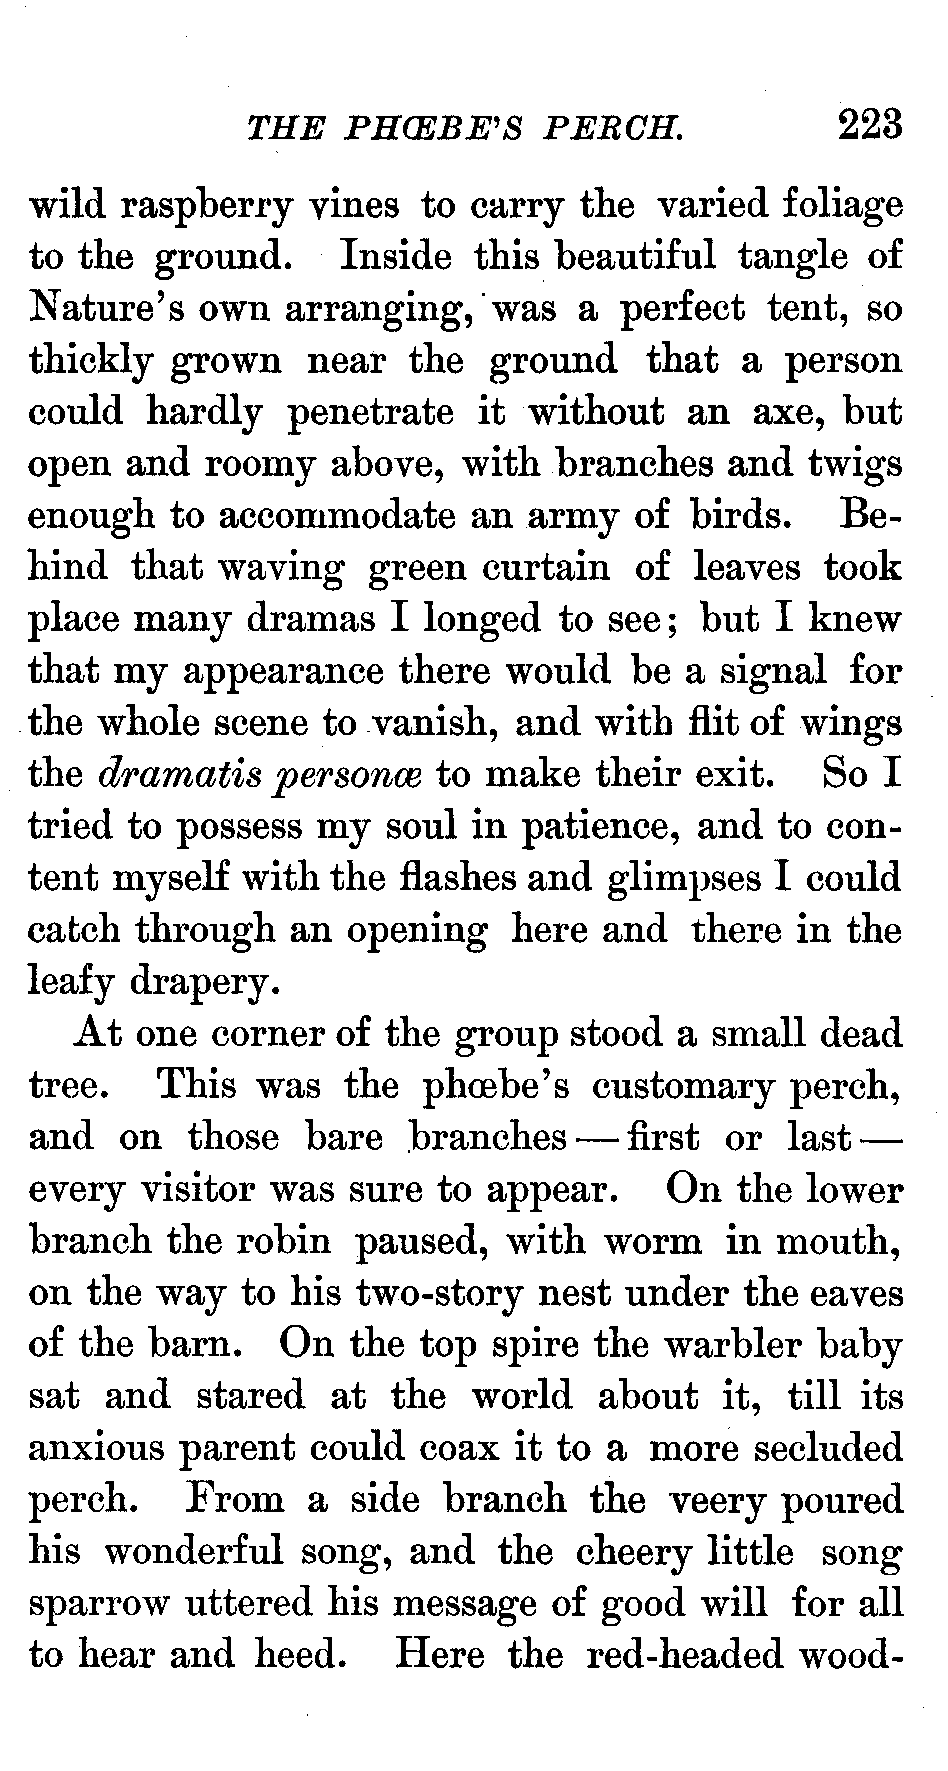 THE PHŒBE'S PERCH. 223
wild raspberry vines to carry the varied foliage
to the ground. Inside this beautiful tangle of
Nature's own arranging, was a perfect tent, so
thickly grown near the ground that a person
could hardly penetrate it without an axe, but
open and roomy above, with branches and twigs
enough to accommodate an army of birds. Be-
hind that waving green curtain of leaves took
place many dramas I longed to see; but I knew
that my appearance there would be a signal for
the whole scene to vanish, and with flit of wings
the dramatis personœ to make their exit. So I
tried to possess my soul in patience, and to con-
tent myself with the flashes and glimpses I could
catch through an opening here and there in the
leafy drapery.
At one corner of the group stood a small dead
tree. This was the phœbe's customary perch,
and on those bare branches — first or last —
every visitor was sure to appear. On the lower
branch the robin paused, with worm in mouth,
on the way to his two-story nest under the eaves
of the barn. On the top spire the warbler baby
sat and stared at the world about it, till its
anxious parent could coax it to a more secluded
perch. From a side branch the veery poured
his wonderful song, and the cheery little song
sparrow uttered his message of good will for all
to hear and heed. Here the red-headed wood-